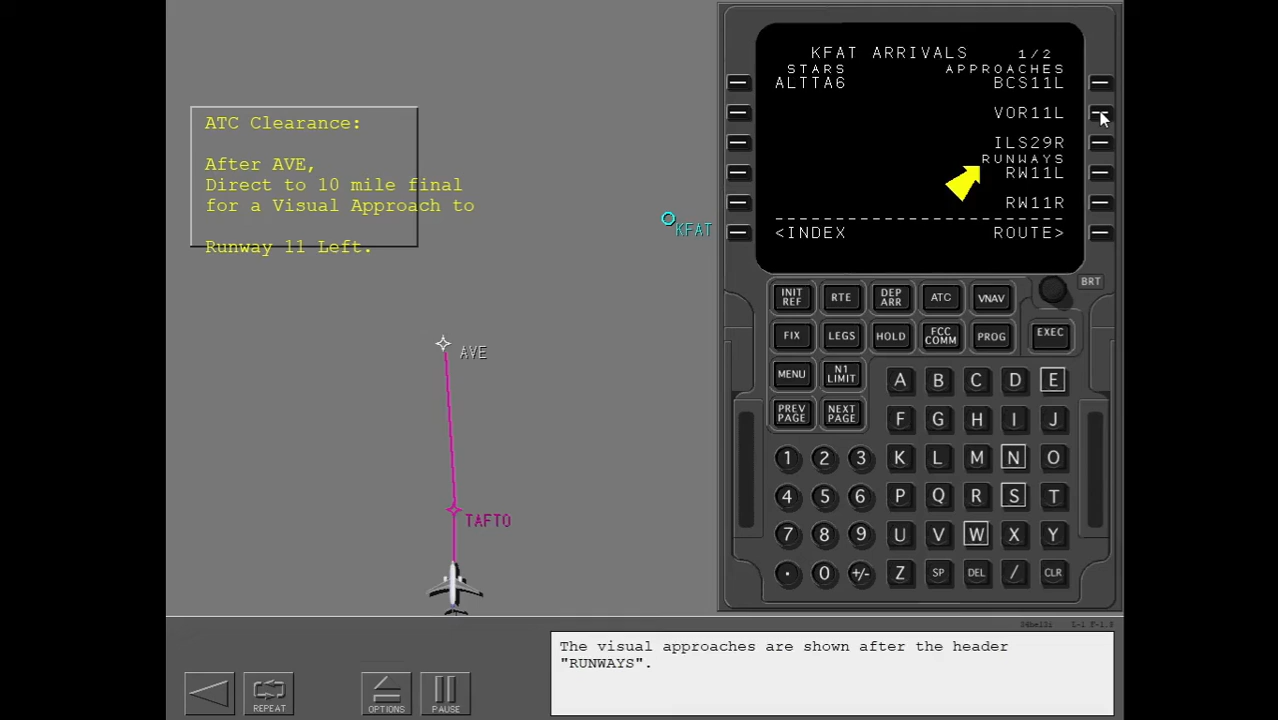 KFAT ARRIVALS 1/2
STARS APPROACHES
ALTTA6 BCS11L
VOR11L
ILS29R
RUNWAYS
RW11L
RW11R
<INDEX ROUTE>
ATC Clearance:
After AVE,
Direct to 10 mile final
for a Visual Approach to
Runway 11 Left.
KFAT
AVE
TAFTO
BRT
INIT REF
RTE
DEP ARR
ATC
VNAV
FIX
LEGS
HOLD
FCC COMM
PROG
EXEC
MENU
N1 LIMIT
PREV PAGE
NEXT PAGE
A B C D E
F G H I J
1 2 3 K L M N O
4 5 6 P Q R S T
7 8 9 U V W X Y
. 0 +/- Z SP DEL / CLR
The visual approaches are shown after the header
"RUNWAYS".
REPEAT
OPTIONS
PAUSE